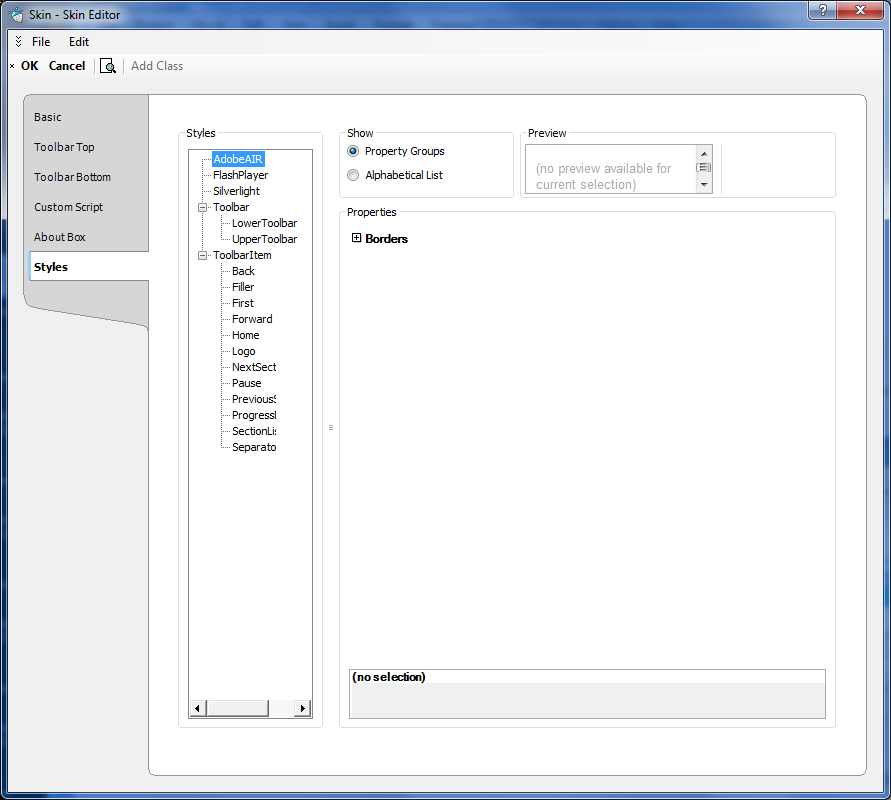 Skin - Skin Editor
?
File Edit
OK Cancel Add Class
Basic
Toolbar Top
Toolbar Bottom
Custom Script
About Box
Styles
Styles
AdobeAIR
FlashPlayer
Silverlight
Toolbar
LowerToolbar
UpperToolbar
ToolbarItem
Back
Filler
First
Forward
Home
Logo
NextSect
Pause
PreviousS
Progress
SectionLi
Separato
Show
Property Groups
Alphabetical List
Preview
(no preview available for
current selection)
Properties
Borders
(no selection)